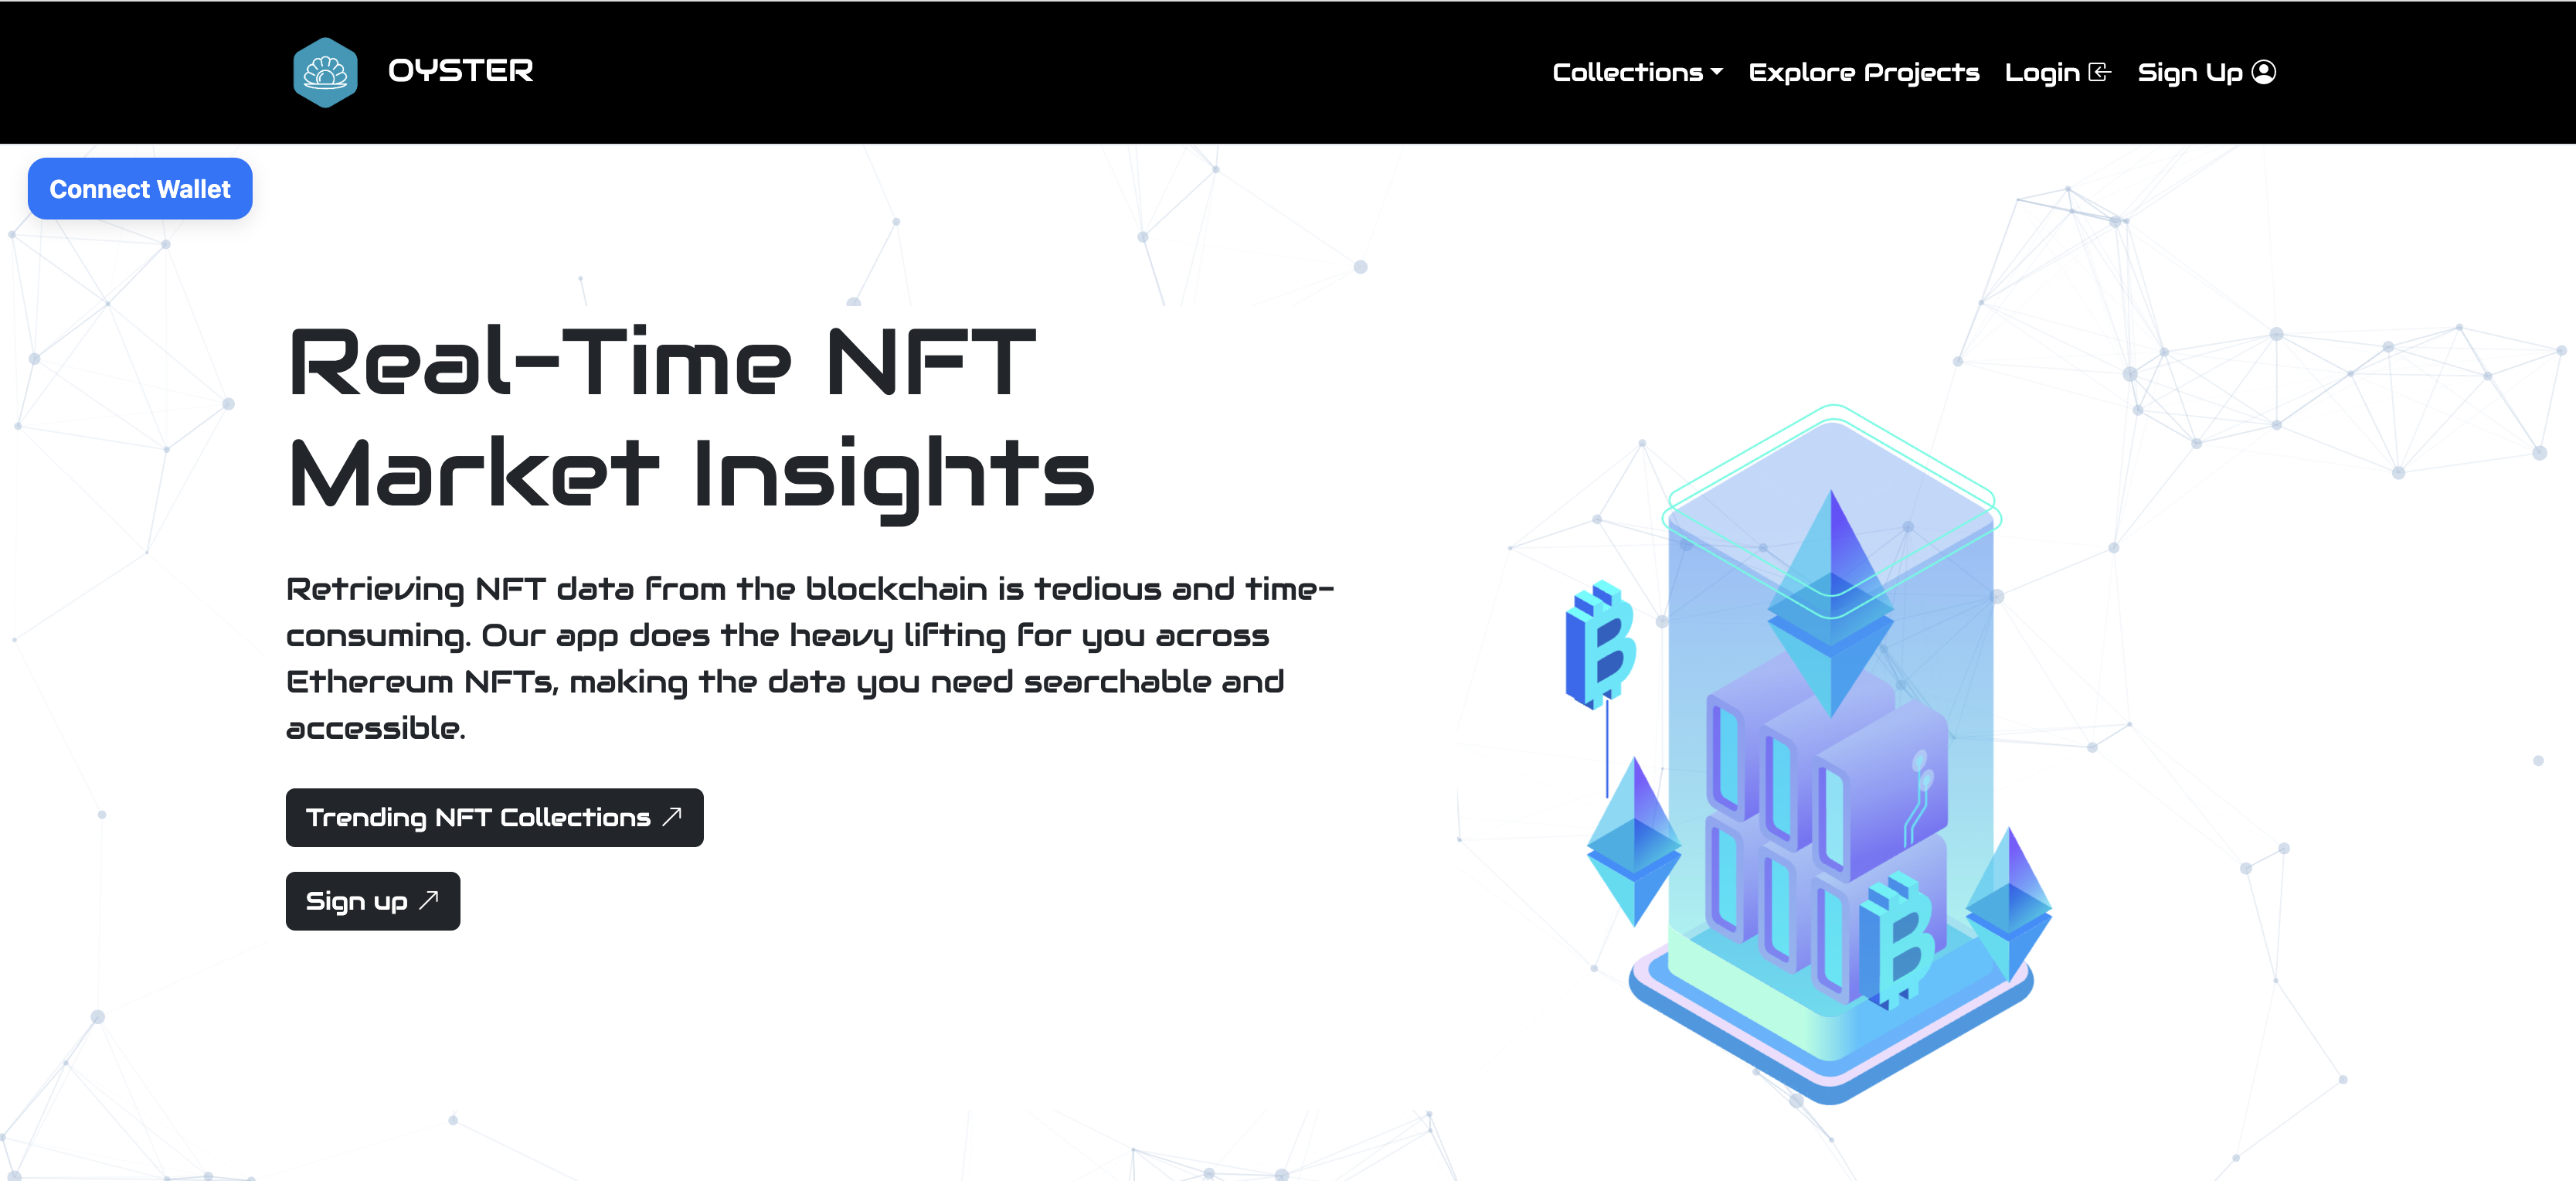 OYSTER
Collections
Explore Projects
Login
Sign Up
Connect Wallet
Real-Time NFT
Market Insights
Retrieving NFT data from the blockchain is tedious and time-
consuming. Our app does the heavy lifting for you across
Ethereum NFTs, making the data you need searchable and
accessible.
Trending NFT Collections
Sign up